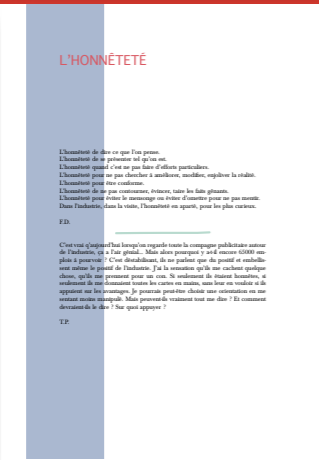 L'HONNÊTETÉ
L'honnêteté de dire ce que l'on pense.
L'honnêteté de se présenter tel qu'on est.
L'honnêteté quand c'est ne pas faire d'efforts particuliers.
L'honnêteté pour ne pas chercher à améliorer, modifier, enjoliver la réalité.
L'honnêteté pour être conforme.
L'honnêteté de ne pas contourner, évincer, taire les faits gênants.
L'honnêteté pour éviter le mensonge ou éviter d'omettre pour ne pas mentir.
Dans l'industrie, dans la visite, l'honnêteté en aparté, pour les plus curieux.
F.D.
C'est vrai qu'aujourd'hui lorsqu'on regarde toute la compagne publicitaire autour
de l'industrie, ça a l'air génial... Mais alors pourquoi y a-t-il encore 65000 em-
plois à pourvoir ? C'est déstabilisant, ils ne parlent que du positif et embellis-
sent même le positif de l'industrie. J'ai la sensation qu'ils me cachent quelque
chose, qu'ils me prennent pour un con. Si seulement ils étaient honnêtes, si
seulement ils me donnaient toutes les cartes en mains, sans leur en vouloir si ils
appuient sur les avantages. Je pourrais peut-être choisir une orientation en me
sentant moins manipulé. Mais peuvent-ils vraiment tout me dire ? Et comment
devraient-ils le dire ? Sur quoi appuyer ?
T.P.